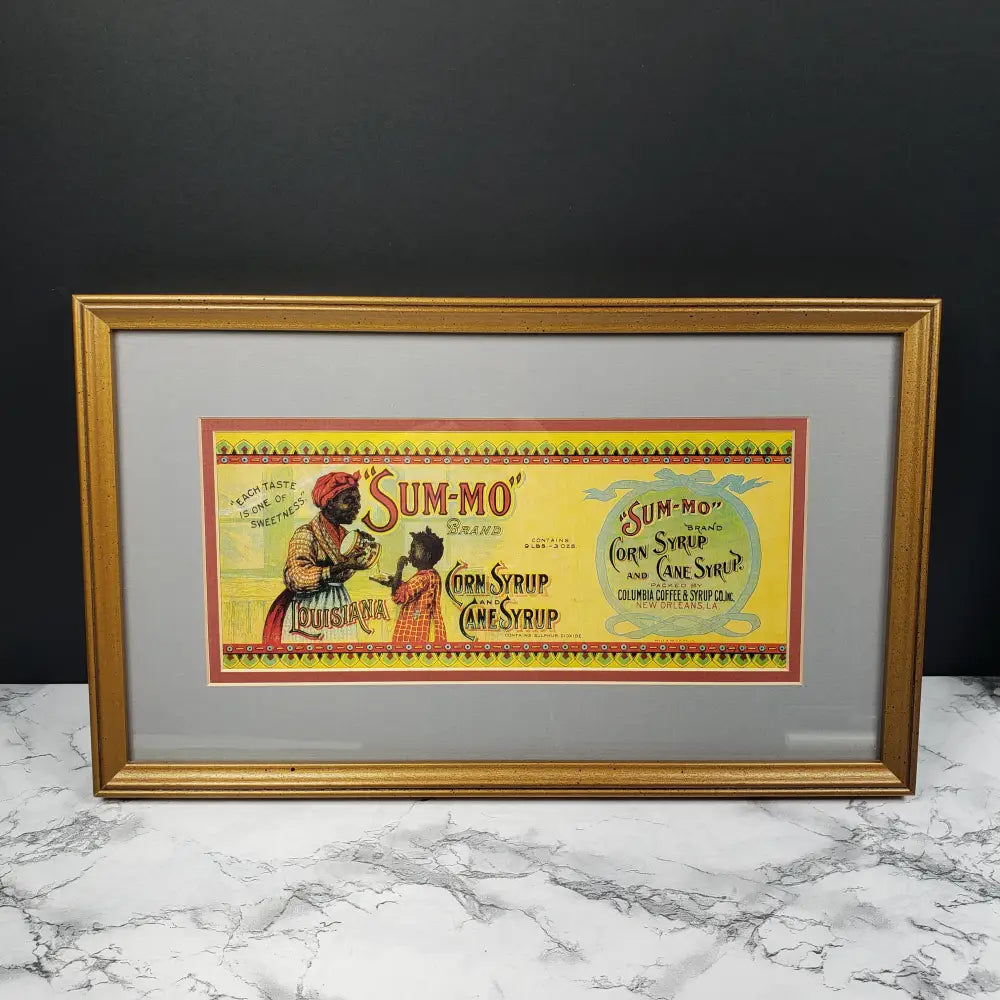 "EACH TASTE
IS ONE OF
SWEETNESS."
"SUM-MO"
BRAND
LOUISIANA
CORN SYRUP
AND
CANE SYRUP
CONTAINS SULPHUR DIOXIDE
CONTAINS
9 LBS.-3 OZS.
"SUM-MO"
BRAND
CORN SYRUP
AND CANE SYRUP.
PACKED BY
COLUMBIA COFFEE & SYRUP CO. INC.
NEW ORLEANS, LA